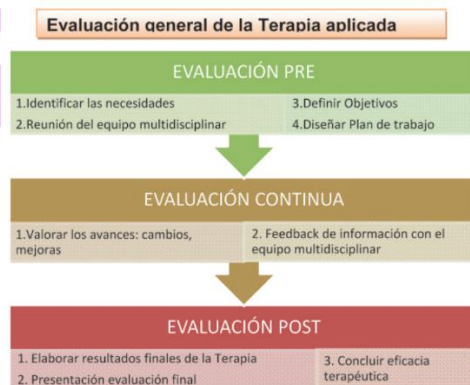 Evaluación general de la Terapia aplicada
EVALUACIÓN PRE
1.Identificar las necesidades
2.Reunión del equipo multidisciplinar
3.Definir Objetivos
4.Diseñar Plan de trabajo
EVALUACIÓN CONTINUA
1.Valorar los avances: cambios,
mejoras
2. Feedback de información con el
equipo multidisciplinar
EVALUACIÓN POST
1. Elaborar resultados finales de la Terapia
2. Presentación evaluación final
3. Concluir eficacia
terapéutica